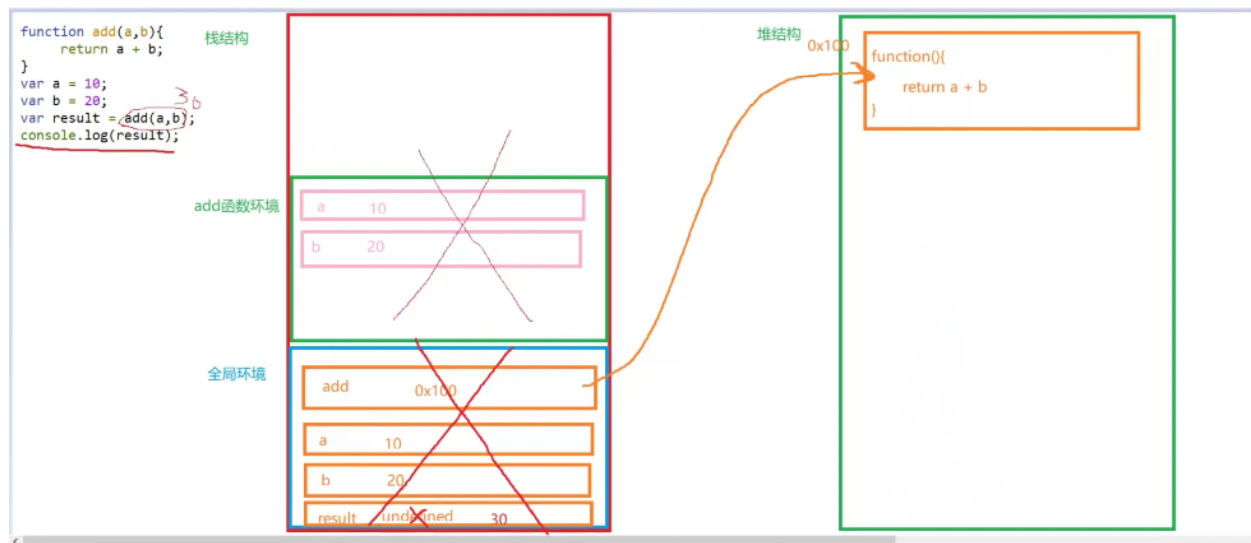 function add(a,b){
return a + b;
}
var a = 10;
var b = 20;
var result = add(a,b);
console.log(result);
30
栈结构
add函数环境
a 10
b 20
全局环境
add 0x100
a 10
b 20
result undefined 30
堆结构
0x100
function(){
return a + b
}